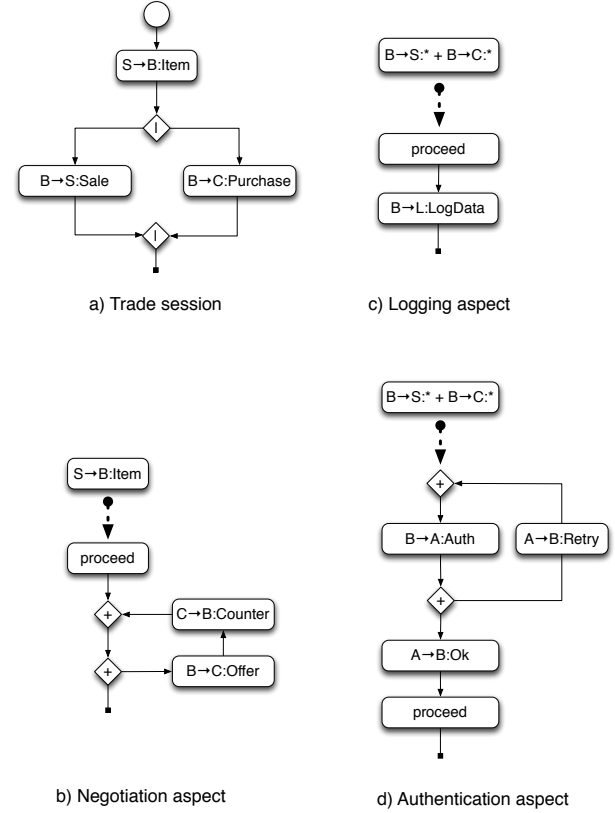 S→B:Item
|
B→S:Sale
B→C:Purchase
|
a) Trade session
B→S:* + B→C:*
proceed
B→L:LogData
c) Logging aspect
S→B:Item
proceed
+
C→B:Counter
+
B→C:Offer
b) Negotiation aspect
B→S:* + B→C:*
+
B→A:Auth
A→B:Retry
+
A→B:Ok
proceed
d) Authentication aspect